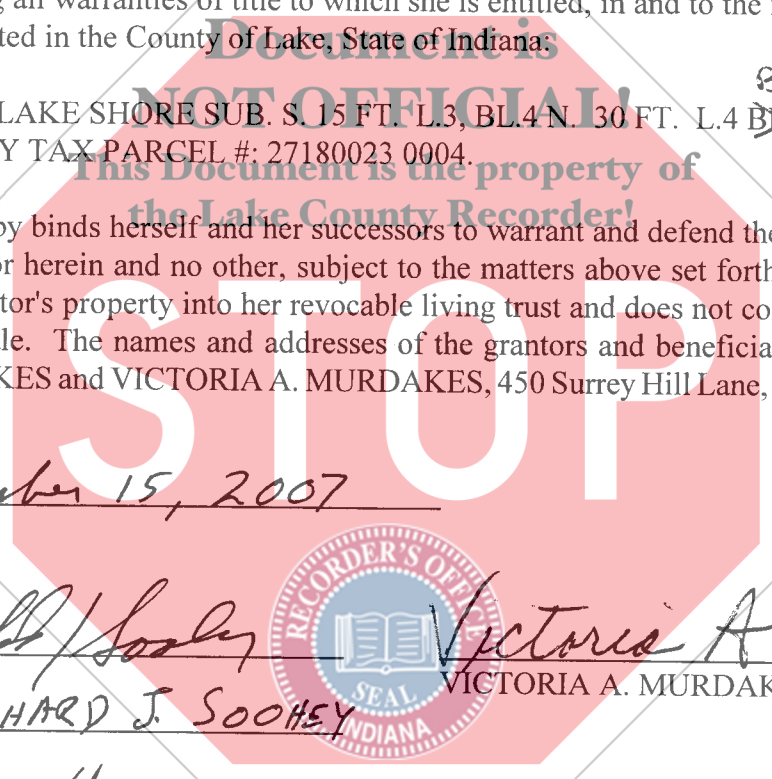 g all warranties of title to which she is entitled, in and to the
Document is
ted in the County of Lake, State of Indiana:
NOT OFFICIAL!
LAKE SHORE SUB. S. 15 FT. L.3, BL.4 N. 30 FT. L.4
Y TAX PARCEL #: 27180023 0004.
This Document is the property of
the Lake County Recorder!
by binds herself and her successors to warrant and defend the
or herein and no other, subject to the matters above set forth
tor's property into her revocable living trust and does not co
le. The names and addresses of the grantors and beneficia
KES and VICTORIA A. MURDAKES, 450 Surrey Hill Lane,
STOP
ber 15, 2007
RECORDER'S OFFICE
SEAL
INDIANA
Victoria A
VICTORIA A. MURDAK
HARD J. SOOHEY